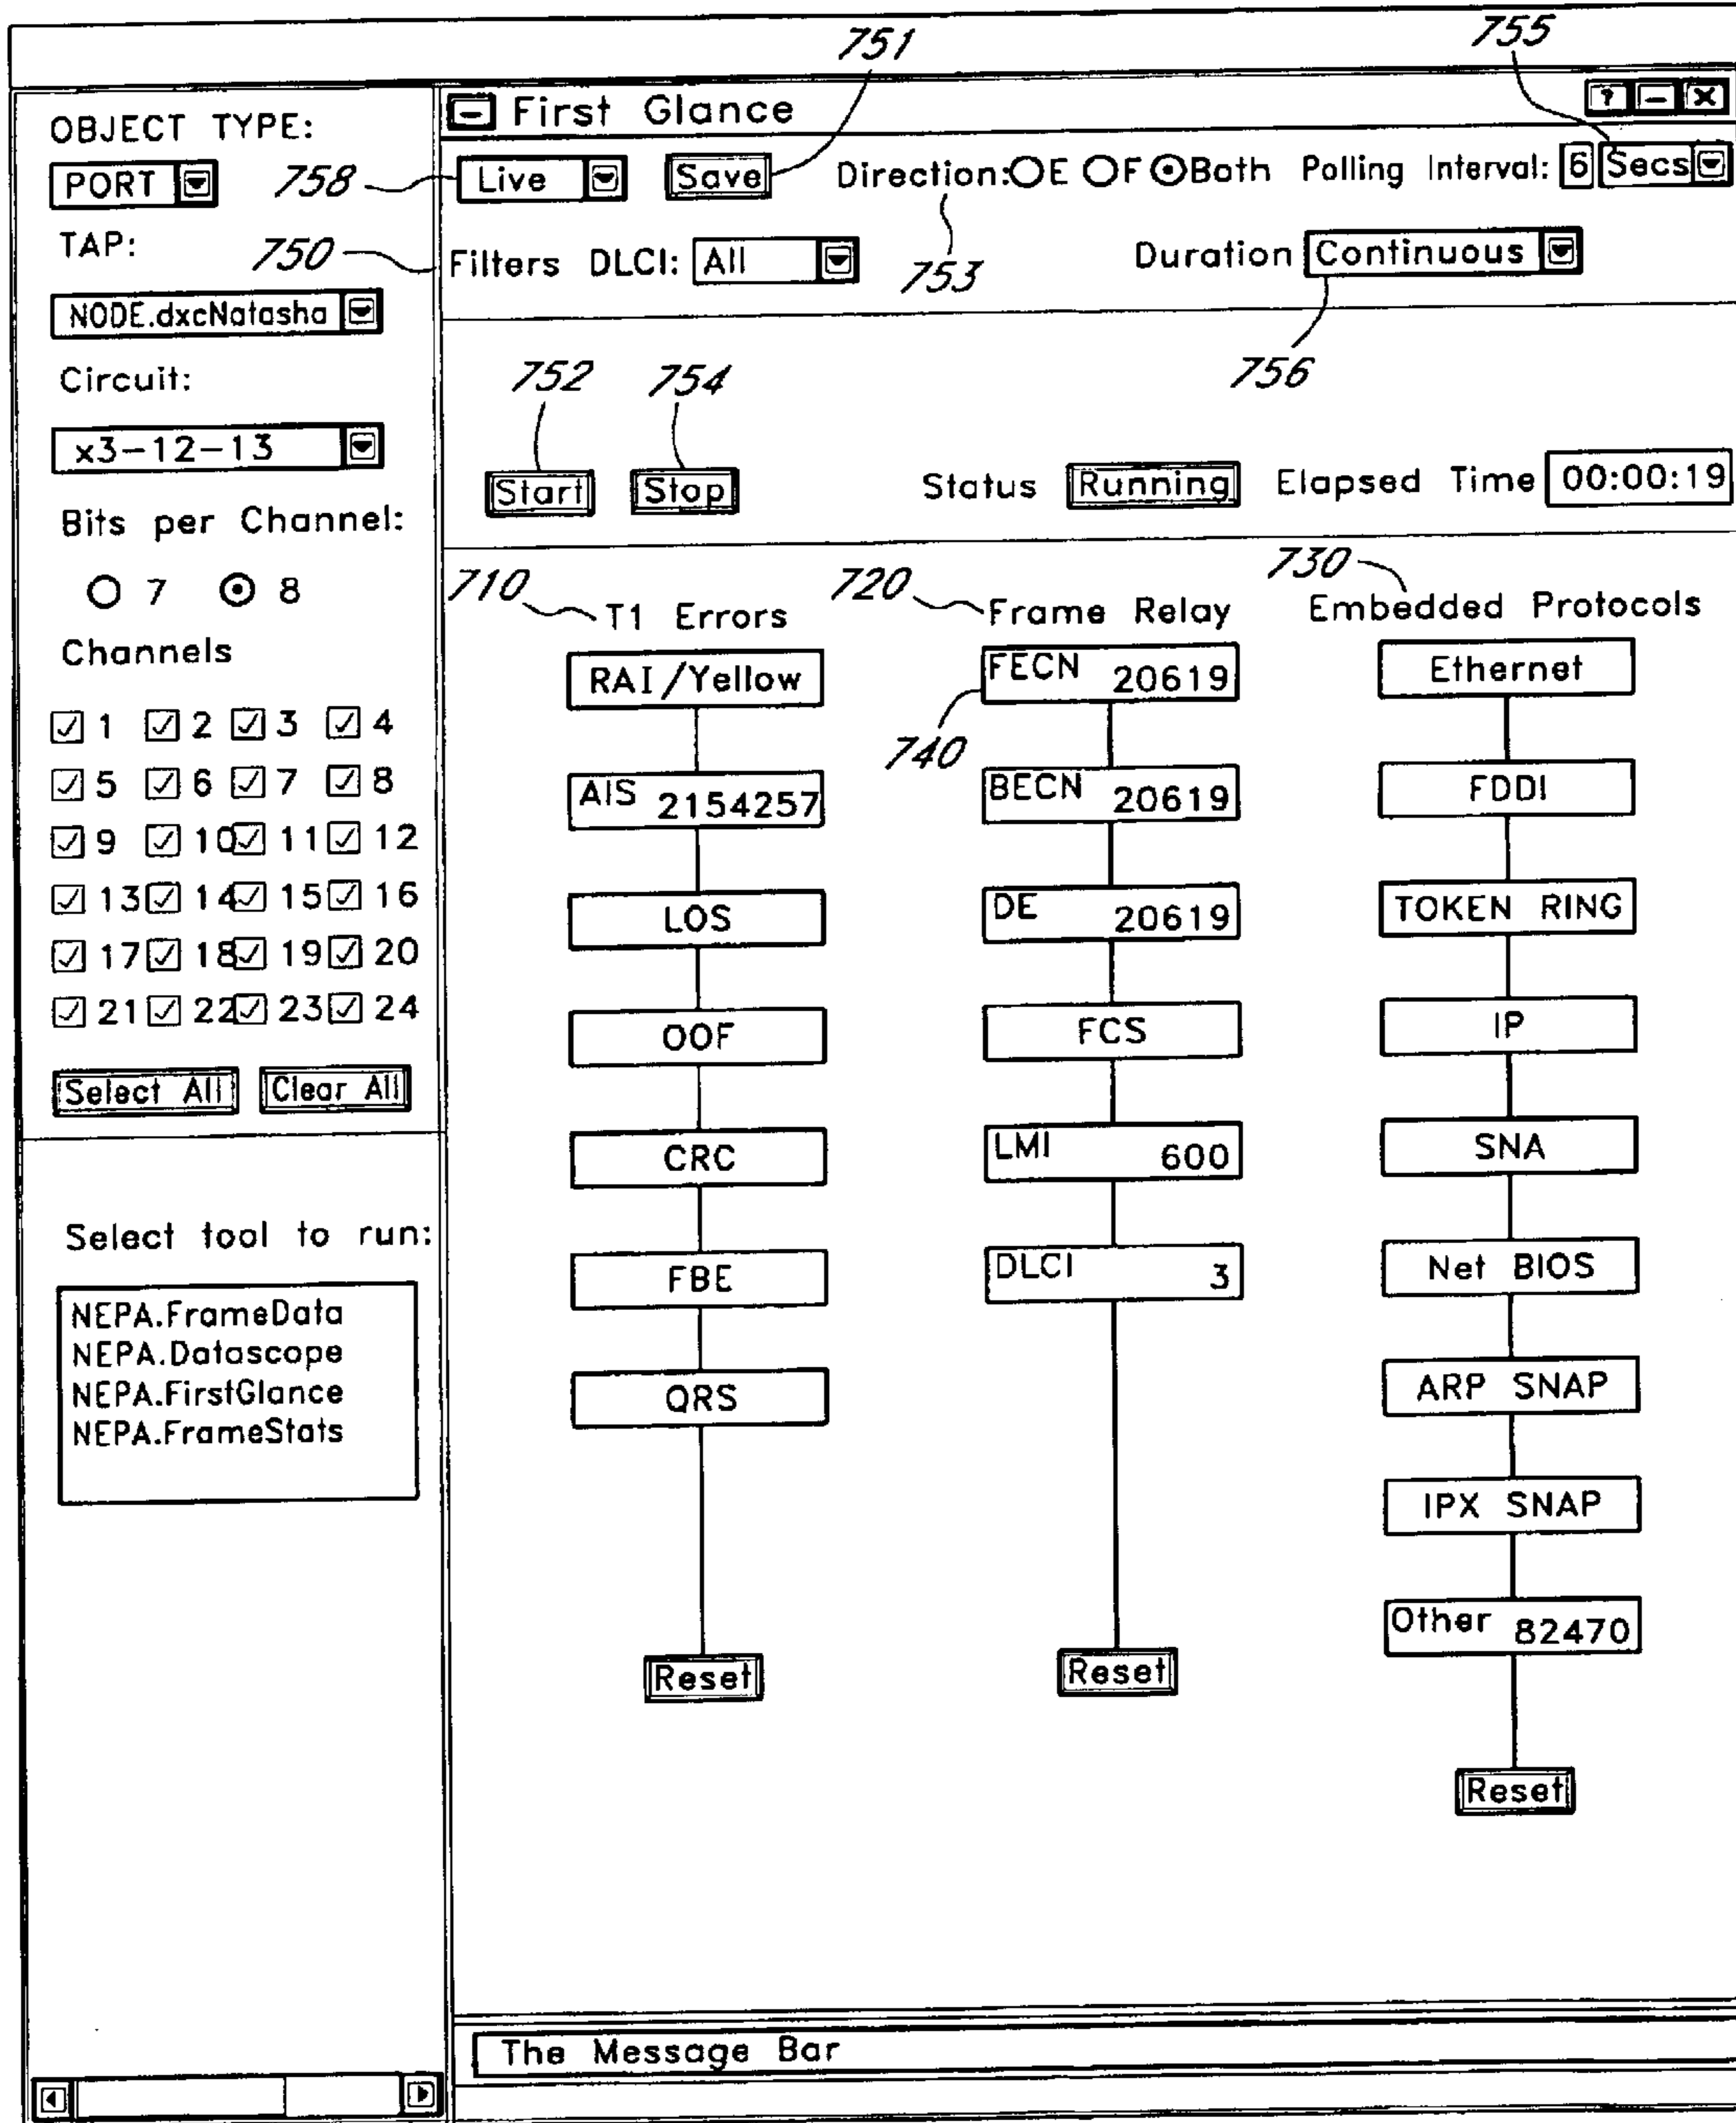 751
755
OBJECT TYPE:
PORT
TAP:
NODE.dxcNatasha
Circuit:
x3-12-13
Bits per Channel:
7 8
Channels
1 2 3 4
5 6 7 8
9 10 11 12
13 14 15 16
17 18 19 20
21 22 23 24
Select All Clear All
Select tool to run:
NEPA.FrameData
NEPA.Datascope
NEPA.FirstGlance
NEPA.FrameStats
First Glance ? - X
758 Live Save Direction: E F Both Polling Interval: 6 Secs
750 Filters DLCI: All 753 Duration Continuous
752 754 756
Start Stop Status Running Elapsed Time 00:00:19
710 T1 Errors
RAI/Yellow
AIS 2154257
LOS
OOF
CRC
FBE
QRS
Reset
720 Frame Relay
FECN 20619
740
BECN 20619
DE 20619
FCS
LMI 600
DLCI 3
Reset
730 Embedded Protocols
Ethernet
FDDI
TOKEN RING
IP
SNA
Net BIOS
ARP SNAP
IPX SNAP
Other 82470
Reset
The Message Bar